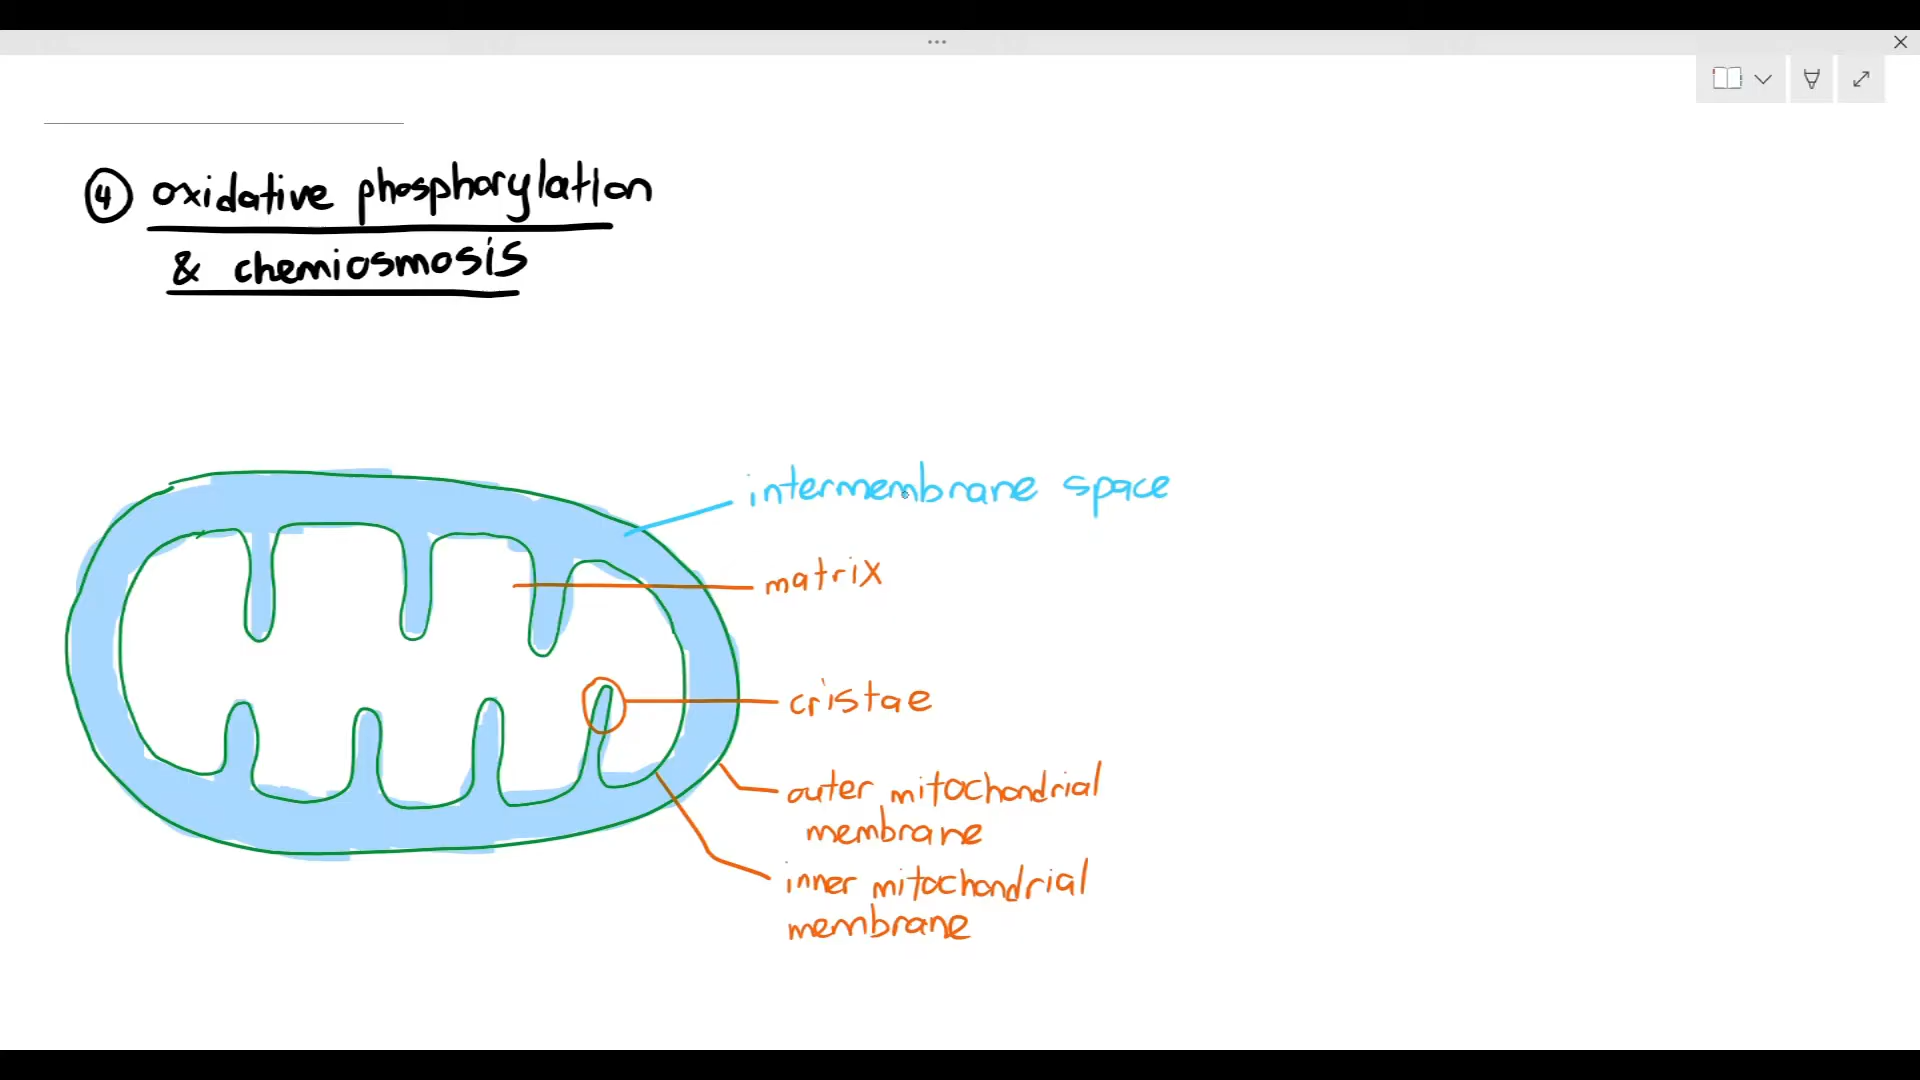 ④ oxidative phosphorylation
& chemiosmosis
intermembrane space
matrix
cristae
outer mitochondrial
membrane
inner mitochondrial
membrane